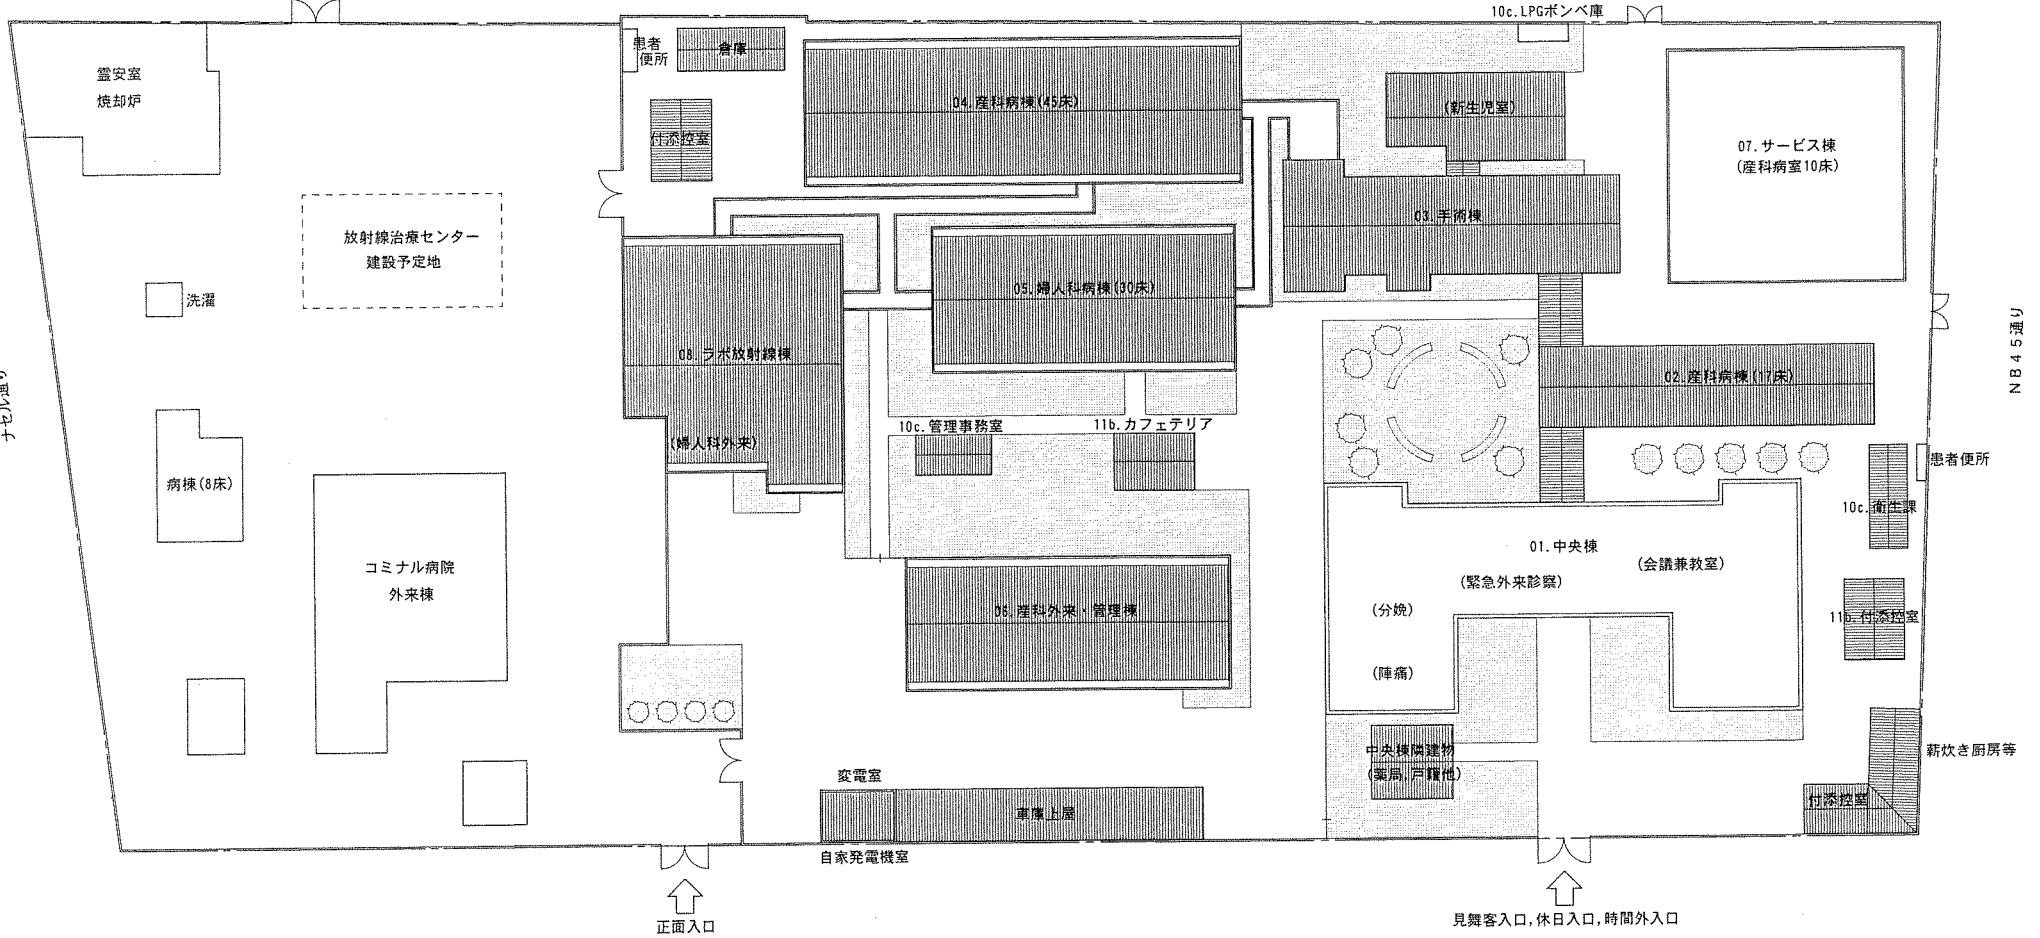 10c.LPGボンベ庫
患者
便所
倉庫
霊安室
焼却炉
04.産科病棟(45床)
(新生児室)
付添控室
07.サービス棟
(産科病室10床)
03.手術棟
放射線治療センター
建設予定地
洗濯
05.婦人科病棟(30床)
NB45通り
08.ラボ放射線棟
02.産科病棟(17床)
ナセル通り
10c.管理事務室
11b.カフェテリア
(婦人科外来)
患者便所
病棟(8床)
10c.衛生課
01.中央棟
(会議兼教室)
(緊急外来診察)
コミナル病院
外来棟
(分娩)
06.産科外来・管理棟
11b.付添控室
(陣痛)
中央棟隣建物
(薬局,戸籍他)
薪炊き厨房等
変電室
付添控室
車庫上屋
自家発電機室
正面入口
見舞客入口,休日入口,時間外入口